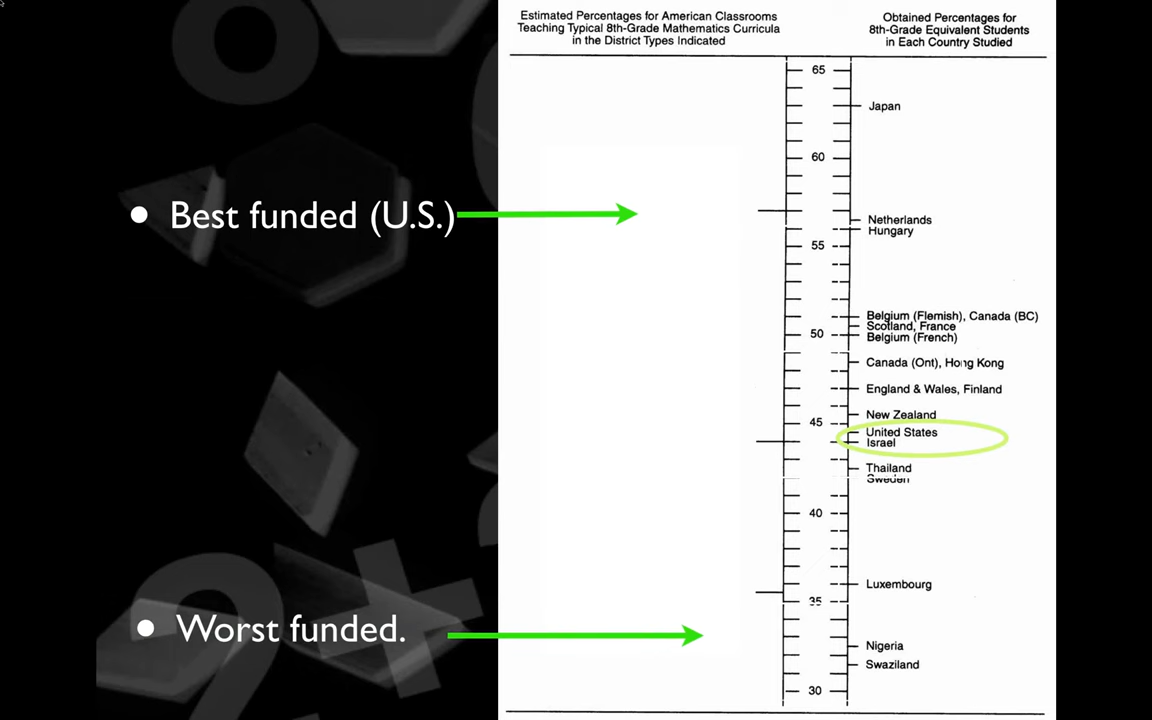 Estimated Percentages for American Classrooms
Teaching Typical 8th-Grade Mathematics Curricula
in the District Types Indicated
Obtained Percentages for
8th-Grade Equivalent Students
in Each Country Studied
65
Japan
60
• Best funded (U.S.)
Netherlands
Hungary
55
Belgium (Flemish), Canada (BC)
Scotland, France
50
Belgium (French)
Canada (Ont), Hong Kong
England & Wales, Finland
New Zealand
45
United States
Israel
Thailand
Sweden
40
Luxembourg
35
• Worst funded.
Nigeria
Swaziland
30
9+